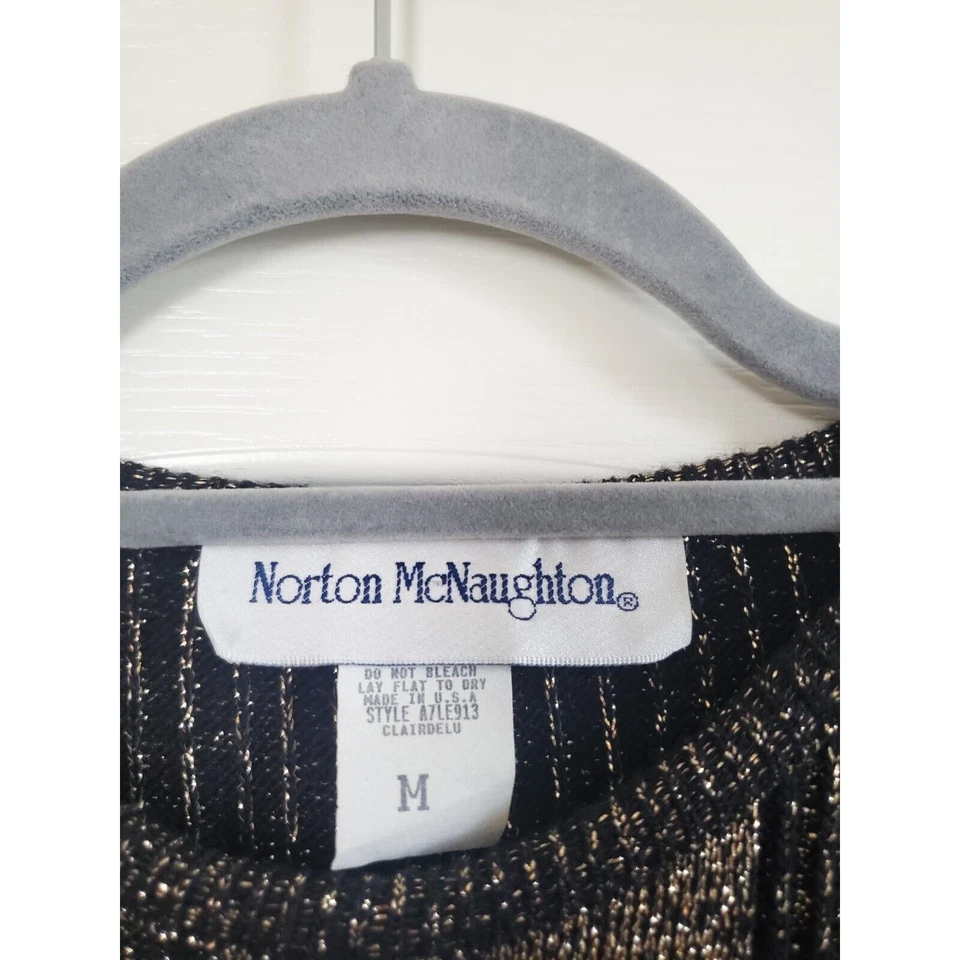 Norton McNaughton®
DO NOT BLEACH
LAY FLAT TO DRY
MADE IN U.S.A
STYLE A7LE913
CLAIRDELU
M